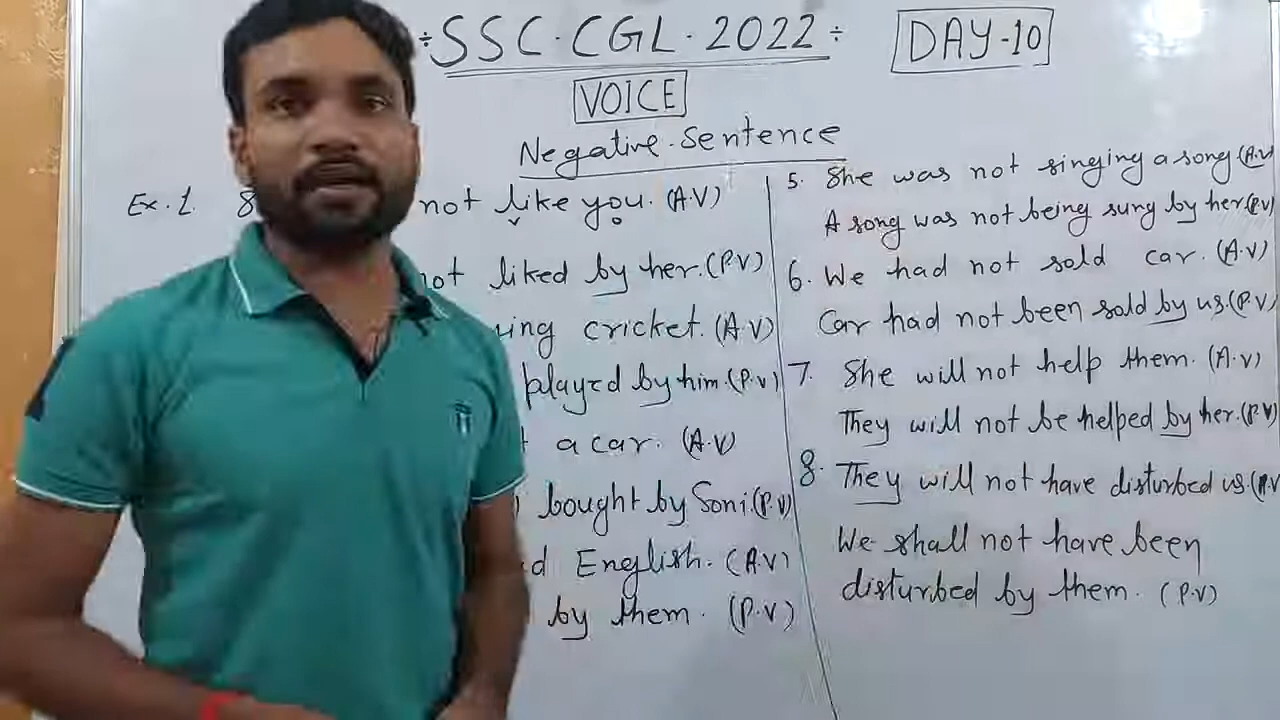 ÷ SSC · CGL · 2022 ÷
DAY-10
VOICE
Negative Sentence
Ex. 1. not like you. (A.V)
liked by her. (P.V)
cricket. (A.V)
played by him. (P.V)
a car. (A.V)
bought by Soni. (P.V)
English. (A.V)
by them. (P.V)
5. She was not singing a song (A.V)
A song was not being sung by her (P.V)
6. We had not sold car. (A.V)
Car had not been sold by us (P.V)
7. She will not help them. (A.V)
They will not be helped by her. (P.V)
8. They will not have disturbed us.
We shall not have been
disturbed by them. (P.V)